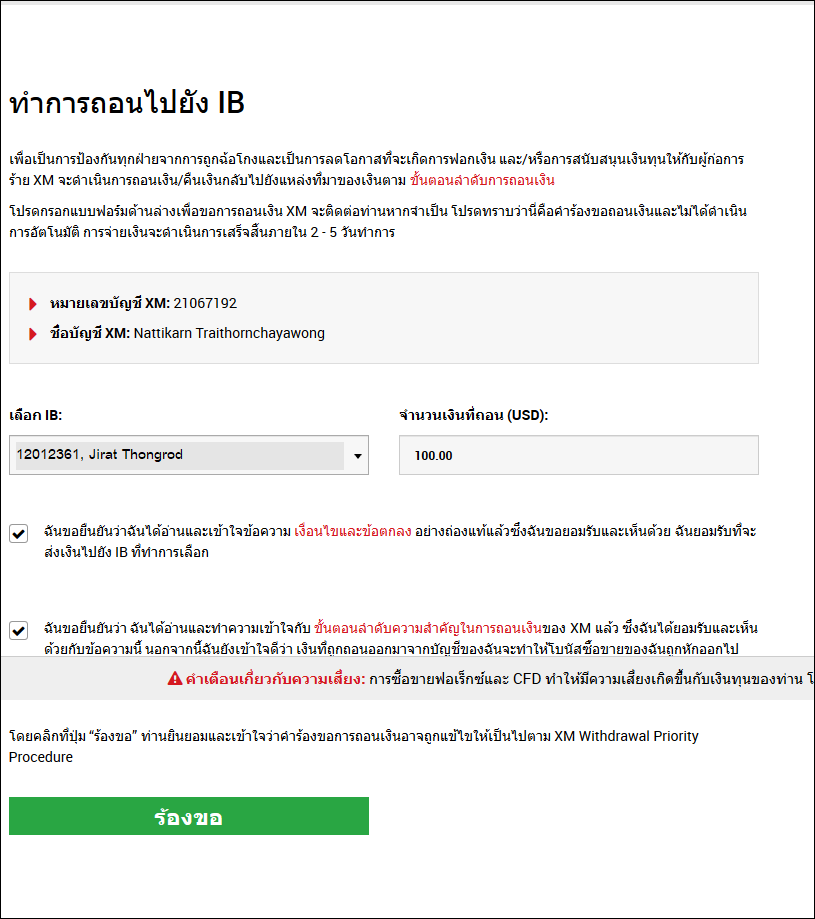 ทำการถอนไปยัง IB
เพื่อเป็นการป้องกันทุกฝ่ายจากการถูกฉ้อโกงและเป็นการลดโอกาสที่จะเกิดการฟอกเงิน และ/หรือการสนับสนุนเงินทุนให้กับผู้ก่อการ
ร้าย XM จะดำเนินการถอนเงิน/คืนเงินกลับไปยังแหล่งที่มาของเงินตาม ขั้นตอนลำดับการถอนเงิน
โปรดกรอกแบบฟอร์มด้านล่างเพื่อขอการถอนเงิน XM จะติดต่อท่านหากจำเป็น โปรดทราบว่านี่คือคำร้องขอถอนเงินและไม่ได้ดำเนิน
การอัตโนมัติ การจ่ายเงินจะดำเนินการเสร็จสิ้นภายใน 2 - 5 วันทำการ
หมายเลขบัญชี XM: 21067192
ชื่อบัญชี XM: Nattikarn Traithornchayawong
เลือก IB:
จำนวนเงินที่ถอน (USD):
12012361, Jirat Thongrod
100.00
ฉันขอยืนยันว่าฉันได้อ่านและเข้าใจข้อความ เงื่อนไขและข้อตกลง อย่างถ่องแท้แล้วซึ่งฉันขอยอมรับและเห็นด้วย ฉันยอมรับที่จะ
ส่งเงินไปยัง IB ที่ทำการเลือก
ฉันขอยืนยันว่า ฉันได้อ่านและทำความเข้าใจกับ ขั้นตอนลำดับความสำคัญในการถอนเงินของ XM แล้ว ซึ่งฉันได้ยอมรับและเห็น
ด้วยกับข้อความนี้ นอกจากนี้ฉันยังเข้าใจดีว่า เงินที่ถูกถอนออกมาจากบัญชีของฉันจะทำให้โบนัสซื้อขายของฉันถูกหักออกไป
คำเตือนเกี่ยวกับความเสี่ยง: การซื้อขายฟอเร็กซ์และ CFD ทำให้มีความเสี่ยงเกิดขึ้นกับเงินทุนของท่าน โ
โดยคลิกที่ปุ่ม “ร้องขอ” ท่านยินยอมและเข้าใจว่าคำร้องขอการถอนเงินอาจถูกแก้ไขให้เป็นไปตาม XM Withdrawal Priority
Procedure
ร้องขอ